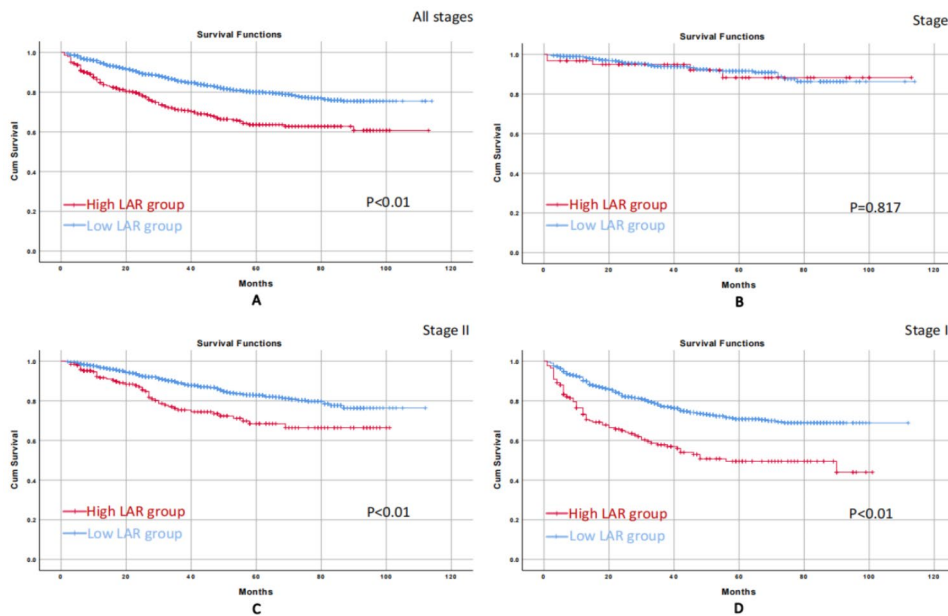 All stages
Survival Functions
Cum Survival
1.0
0.8
0.6
0.4
0.2
0.0
High LAR group
Low LAR group
P<0.01
0 20 40 60 80 100 120
Months
A
Stage
Survival Functions
Cum Survival
1.0
0.8
0.6
0.4
0.2
0.0
High LAR group
Low LAR group
P=0.817
0 20 40 60 80 100 120
Months
B
Stage II
Survival Functions
Cum Survival
1.0
0.8
0.6
0.4
0.2
0.0
High LAR group
Low LAR group
P<0.01
0 20 40 60 80 100 120
Months
C
Stage I
Survival Functions
Cum Survival
1.0
0.8
0.6
0.4
0.2
0.0
High LAR group
Low LAR group
P<0.01
0 20 40 60 80 100 120
Months
D